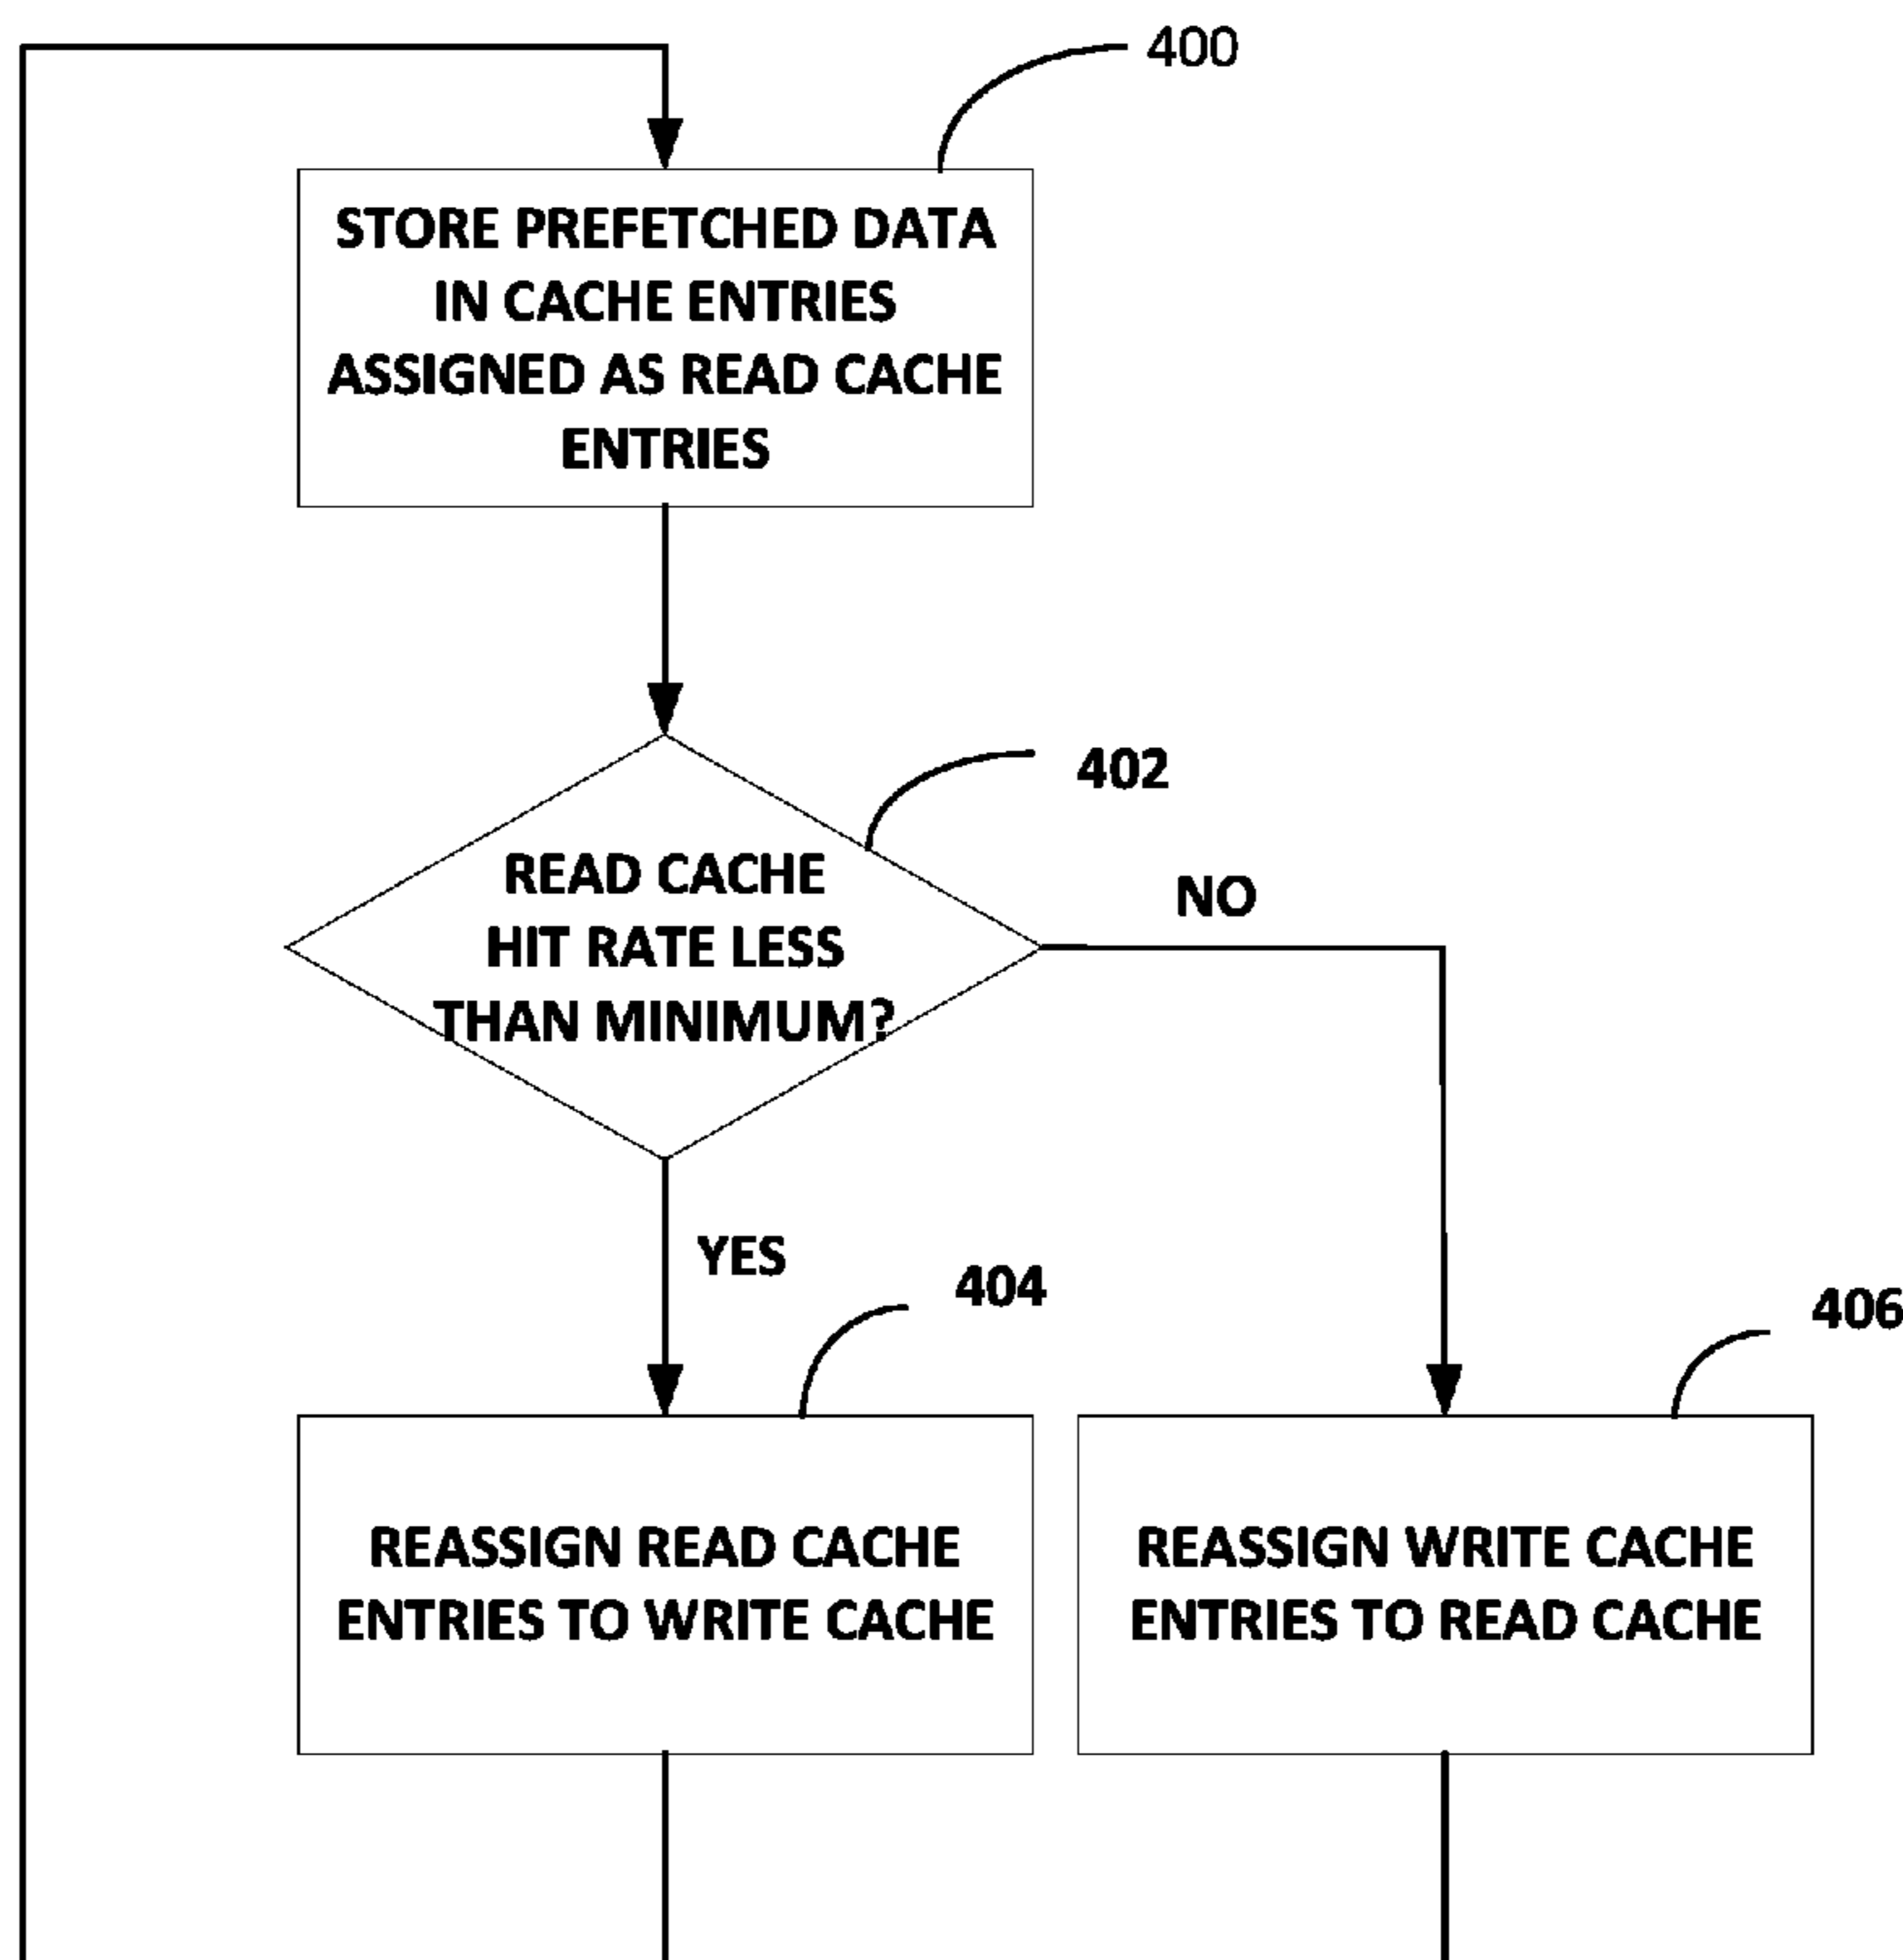 400
STORE PREFETCHED DATA
IN CACHE ENTRIES
ASSIGNED AS READ CACHE
ENTRIES
402
READ CACHE
HIT RATE LESS
THAN MINIMUM?
NO
YES
404
406
REASSIGN READ CACHE
ENTRIES TO WRITE CACHE
REASSIGN WRITE CACHE
ENTRIES TO READ CACHE